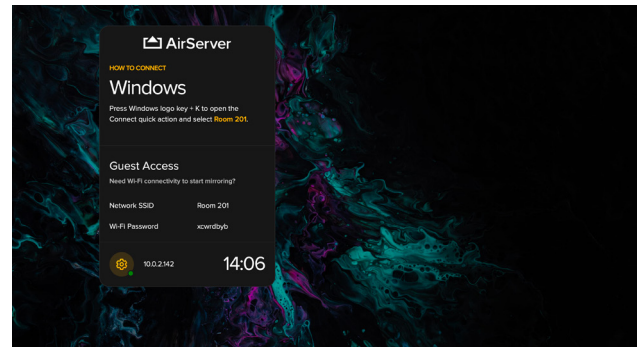 AirServer
HOW TO CONNECT
Windows
Press Windows logo key + K to open the
Connect quick action and select Room 201.
Guest Access
Need Wi-Fi connectivity to start mirroring?
Network SSID Room 201
Wi-Fi Password xcwrdbyb
10.0.2.142 14:06